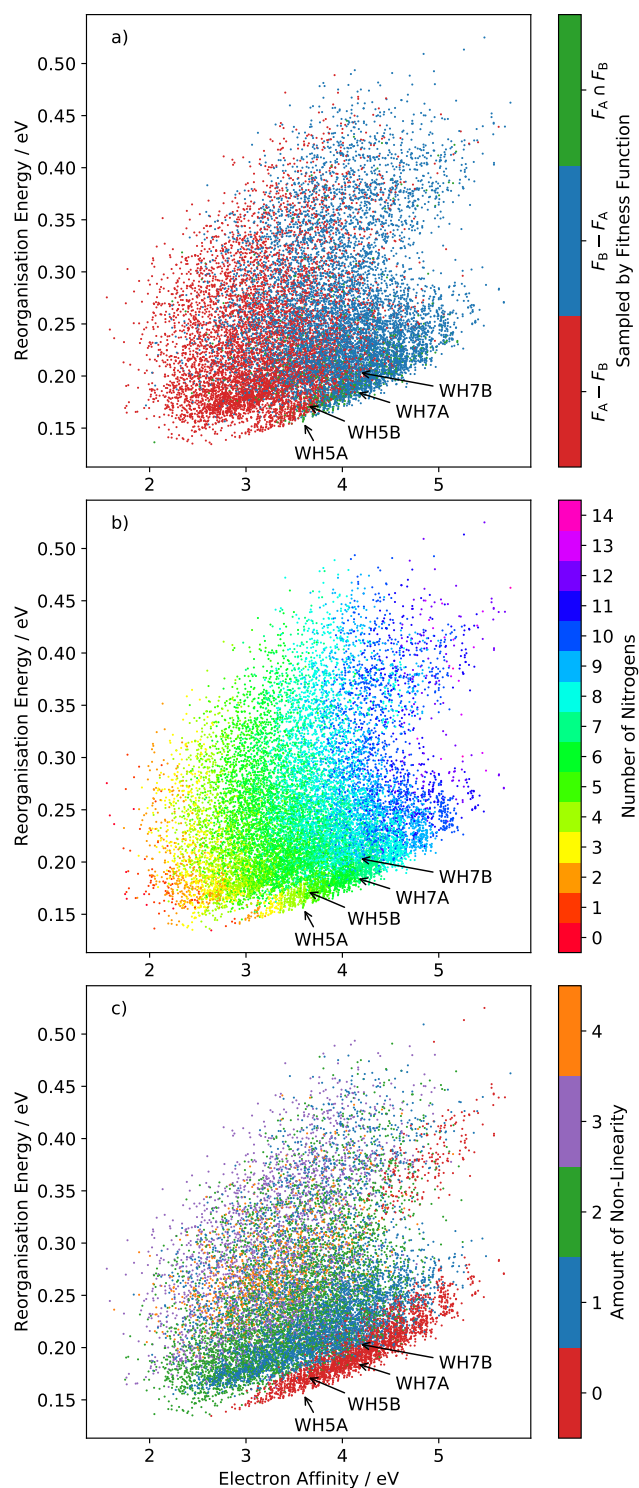 a)
Reorganisation Energy / eV
0.50
0.45
0.40
0.35
0.30
0.25
0.20
0.15
2 3 4 5
WH7B
WH7A
WH5B
WH5A
F_A ∩ F_B
F_B − F_A
F_A − F_B
Sampled by Fitness Function
b)
Reorganisation Energy / eV
0.50
0.45
0.40
0.35
0.30
0.25
0.20
0.15
2 3 4 5
WH7B
WH7A
WH5B
WH5A
14
13
12
11
10
9
8
7
6
5
4
3
2
1
0
Number of Nitrogens
c)
Reorganisation Energy / eV
0.50
0.45
0.40
0.35
0.30
0.25
0.20
0.15
2 3 4 5
Electron Affinity / eV
WH7B
WH7A
WH5B
WH5A
4
3
2
1
0
Amount of Non-Linearity